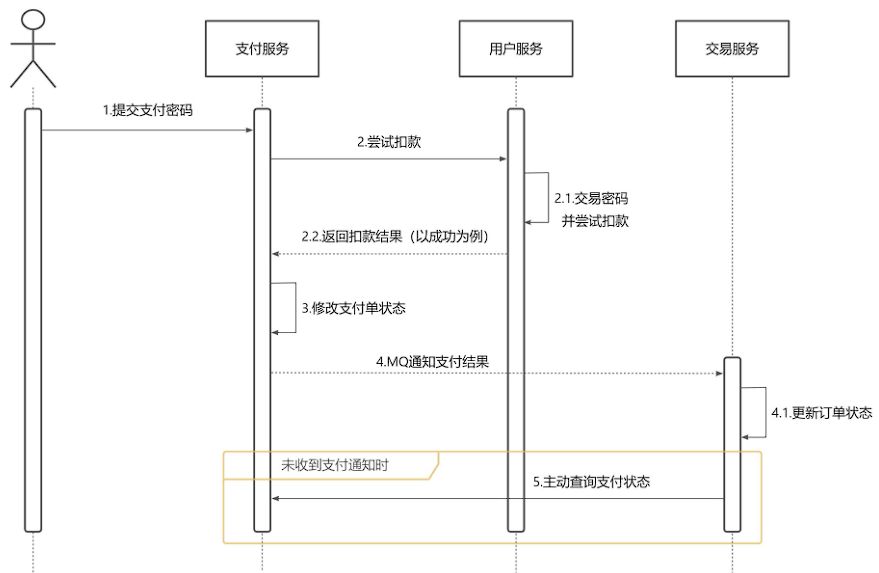 支付服务
用户服务
交易服务
1.提交支付密码
2.尝试扣款
2.1.交易密码
并尝试扣款
2.2.返回扣款结果（以成功为例）
3.修改支付单状态
4.MQ通知支付结果
4.1.更新订单状态
未收到支付通知时
5.主动查询支付状态